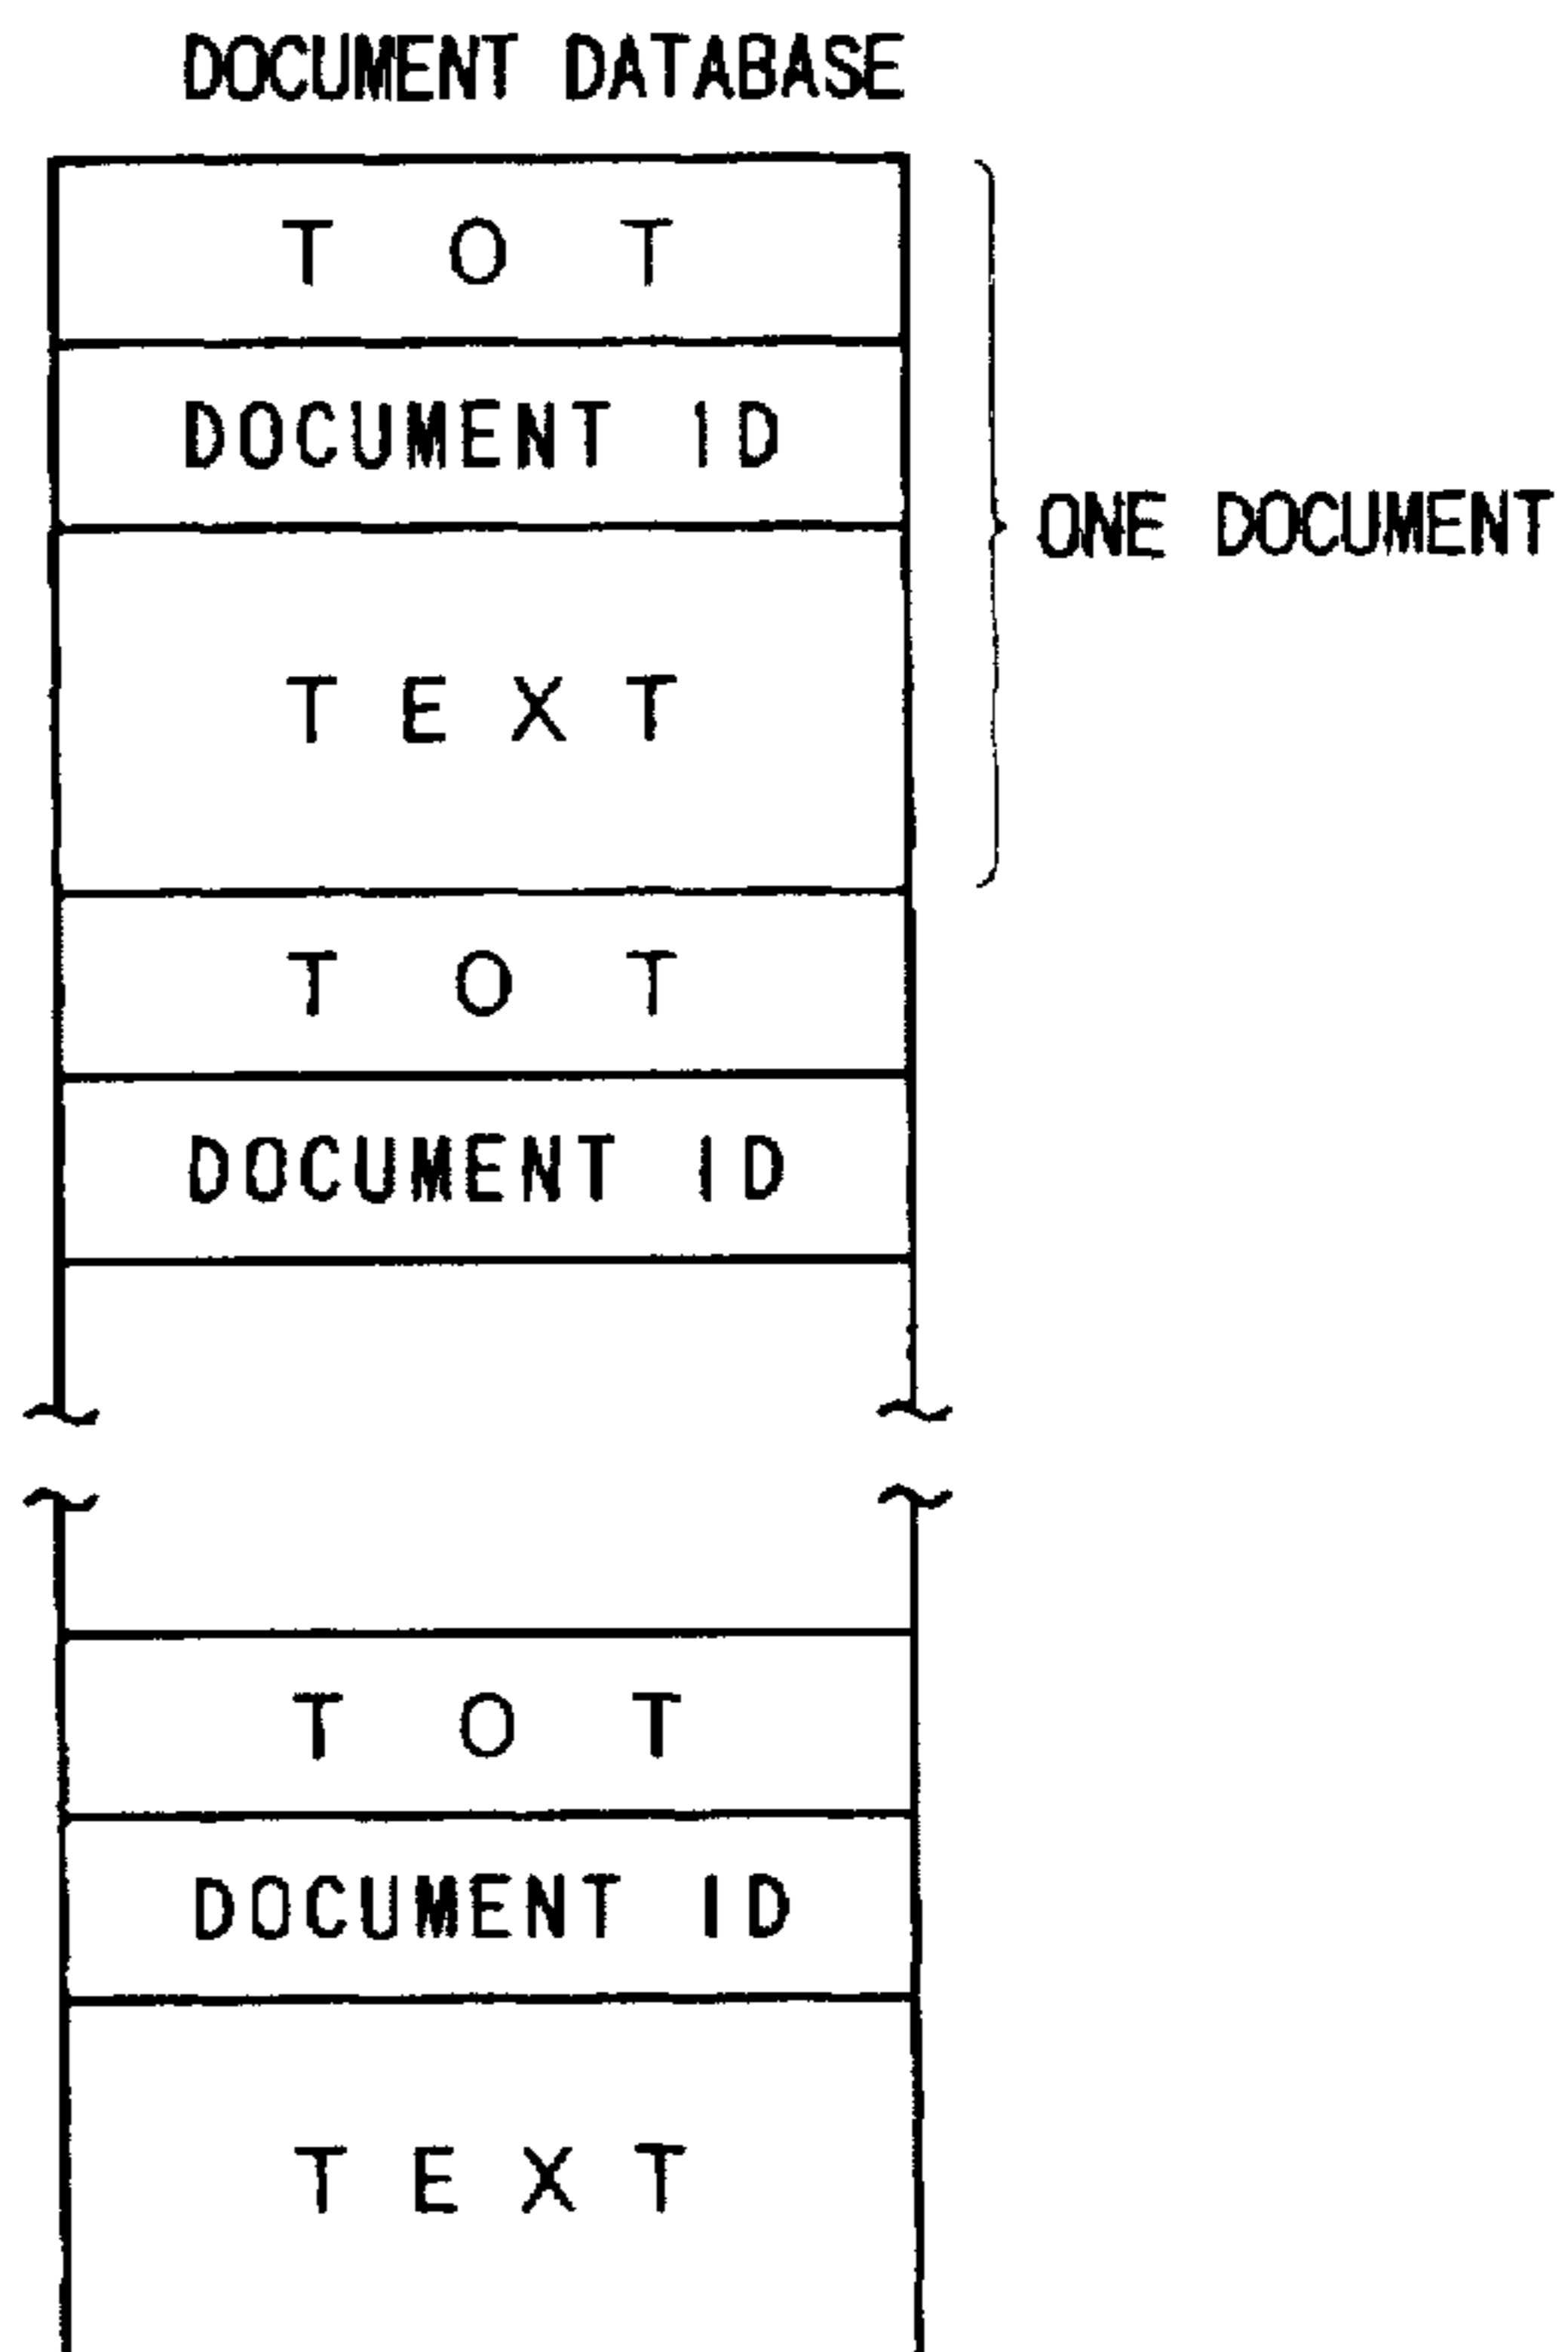 DOCUMENT DATABASE
T O T
DOCUMENT ID
ONE DOCUMENT
T E X T
T O T
DOCUMENT ID
T O T
DOCUMENT ID
T E X T